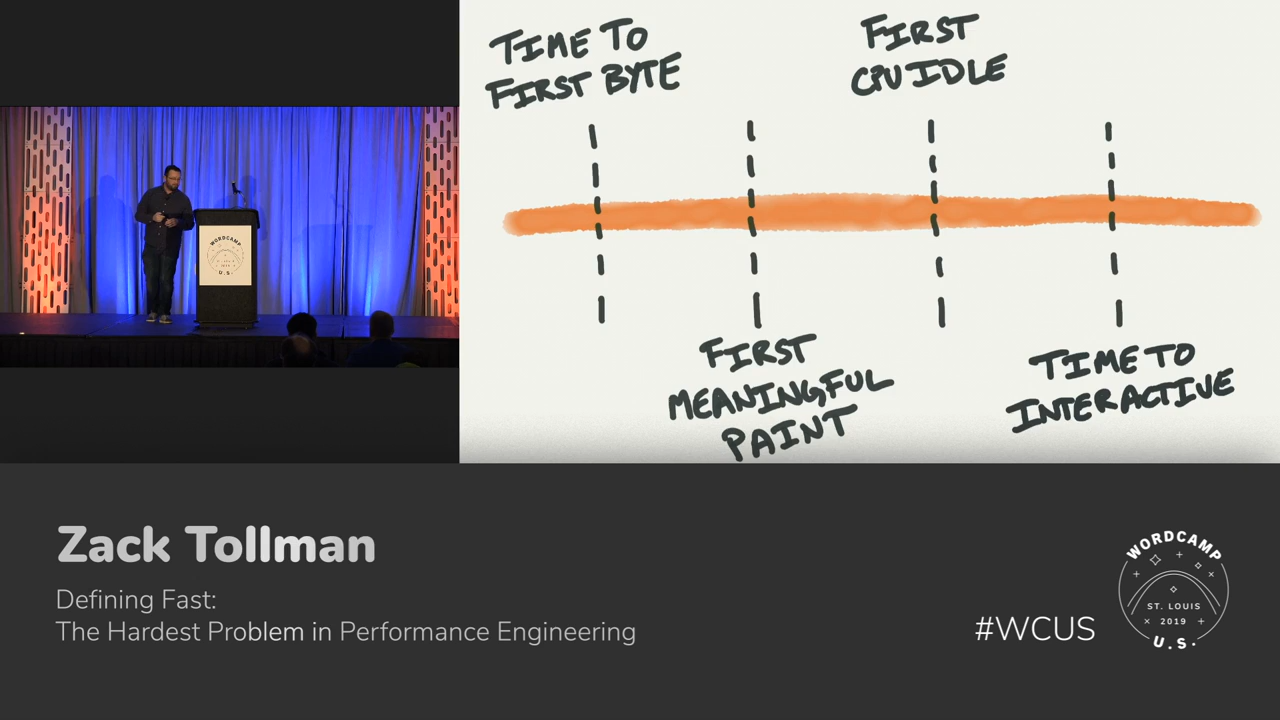 TIME TO
FIRST BYTE
FIRST
CPU IDLE
FIRST
MEANINGFUL
PAINT
TIME TO
INTERACTIVE
WORDCAMP
U.S.
Zack Tollman
Defining Fast:
The Hardest Problem in Performance Engineering
#WCUS
WORDCAMP
ST. LOUIS
2019
U.S.